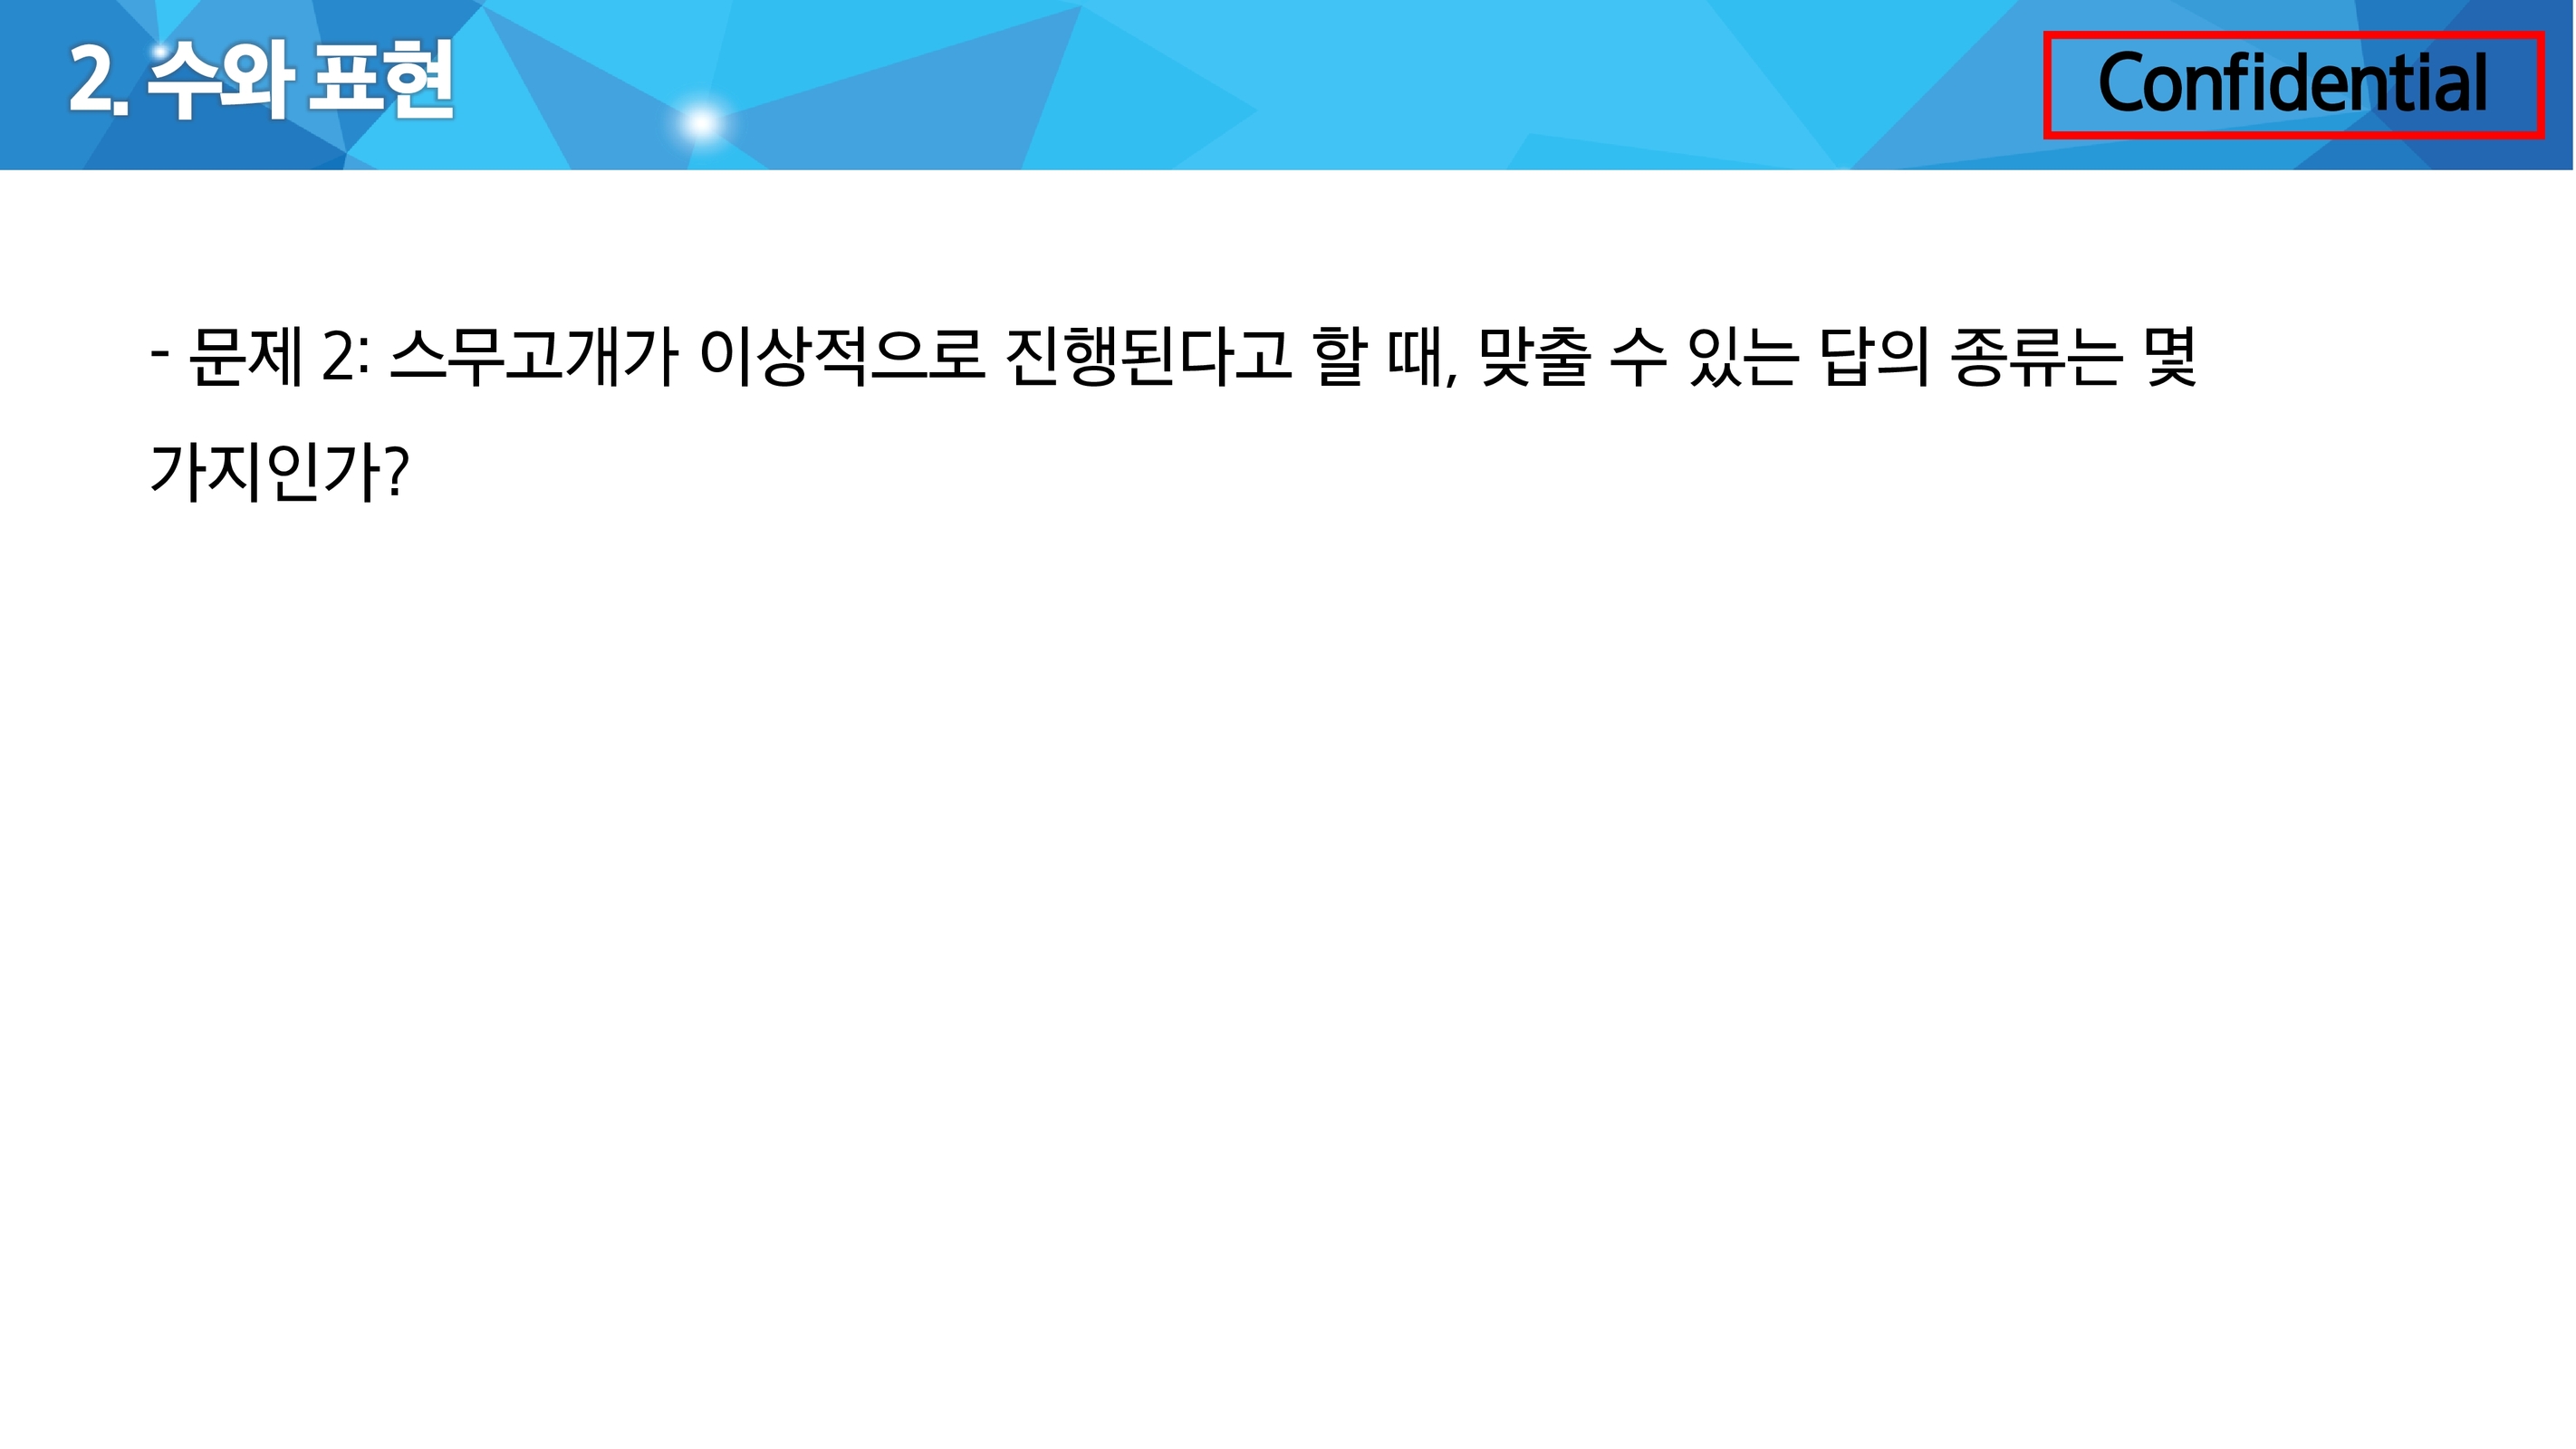 2. 수와 표현
Confidential
- 문제 2: 스무고개가 이상적으로 진행된다고 할 때, 맞출 수 있는 답의 종류는 몇
가지인가?